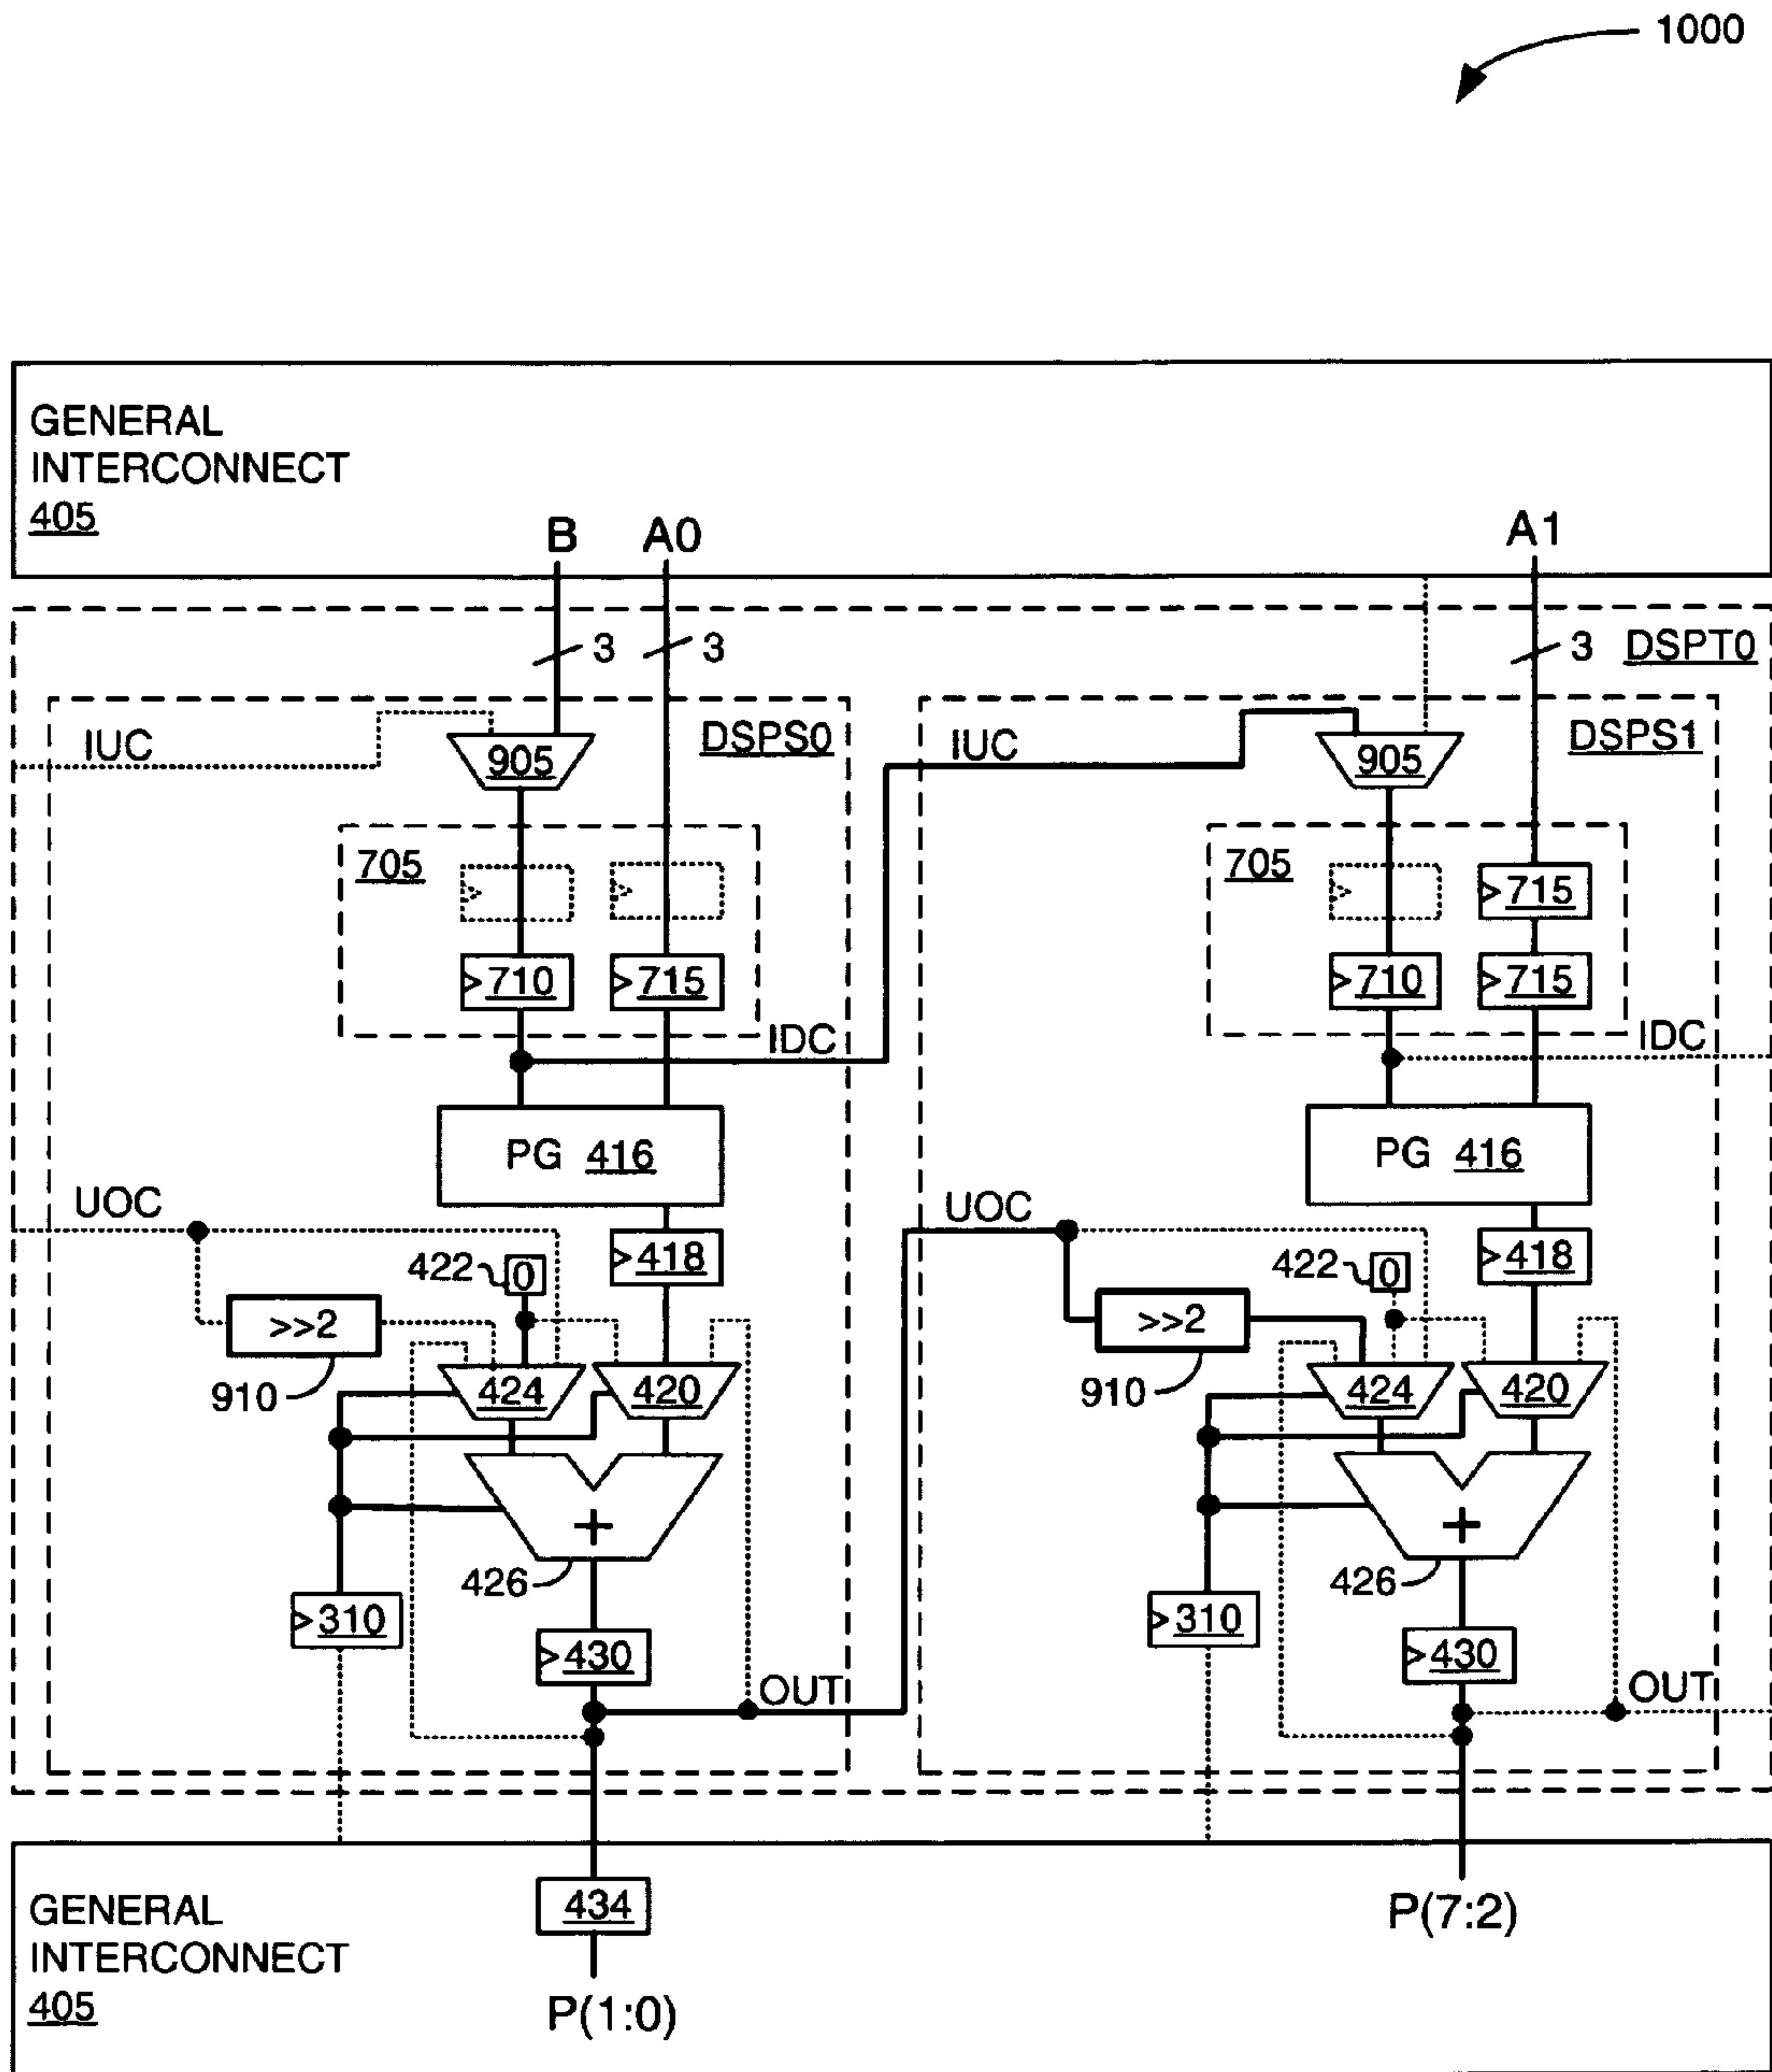 1000
GENERAL
INTERCONNECT
405
B
A0
A1
3
3
3
DSPT0
IUC
DSPS0
IUC
DSPS1
905
905
705
705
715
710
715
710
715
IDC
IDC
PG 416
PG 416
UOC
UOC
418
418
422
0
422
0
>>2
>>2
910
424
420
910
424
420
+
+
426
426
310
310
430
430
OUT
OUT
GENERAL
INTERCONNECT
405
434
P(7:2)
P(1:0)